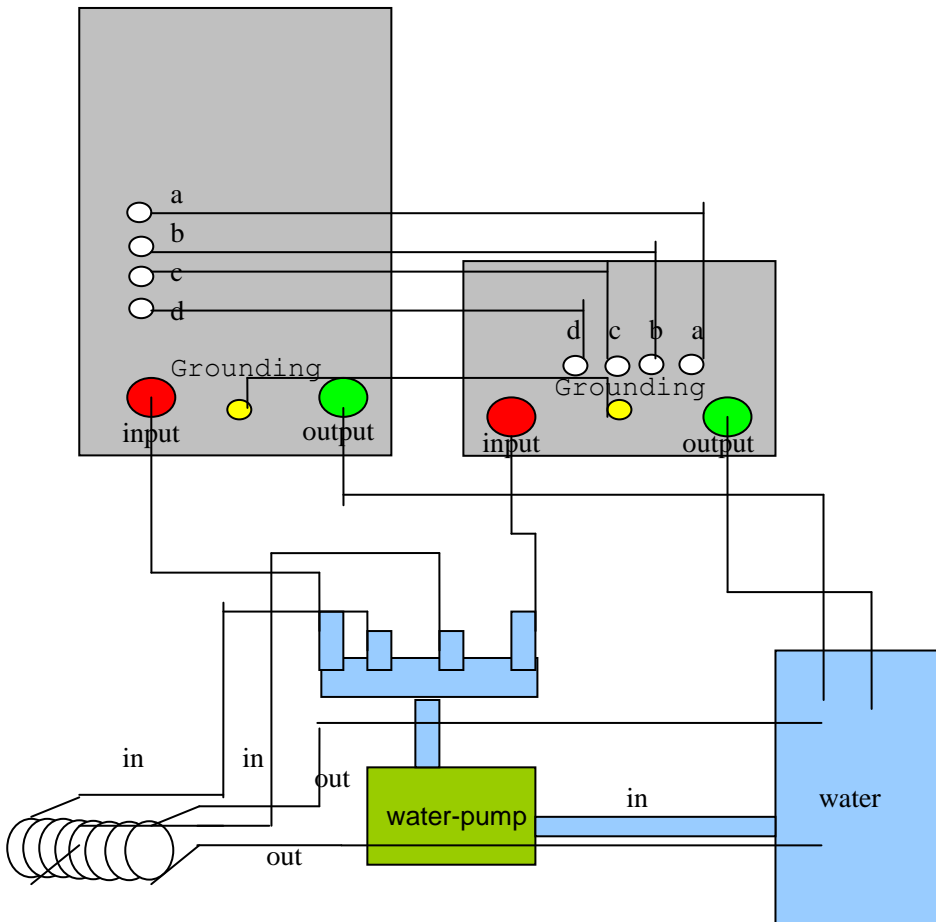 a
b
c
d
d c b a
Grounding
Grounding
input
output
input
output
in
in
out
in
water
water-pump
out